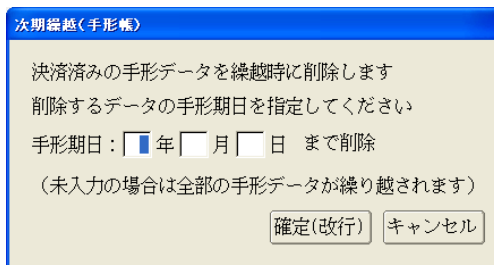 次期繰越(手形帳)
決済済みの手形データを繰越時に削除します
削除するデータの手形期日を指定してください
手形期日： 年 月 日 まで削除
（未入力の場合は全部の手形データが繰り越されます）
確定(改行) キャンセル